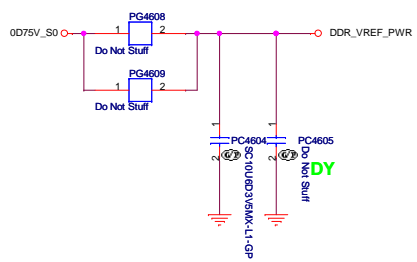 PG4608
0D75V_S0 1 2 DDR_VREF_PWR
Do Not Stuff
PG4609
1 2
Do Not Stuff
1 1
PC4604 PC4605
2 2
SC10U6D3V5MX-L1-GP
Do Not Stuff
DY